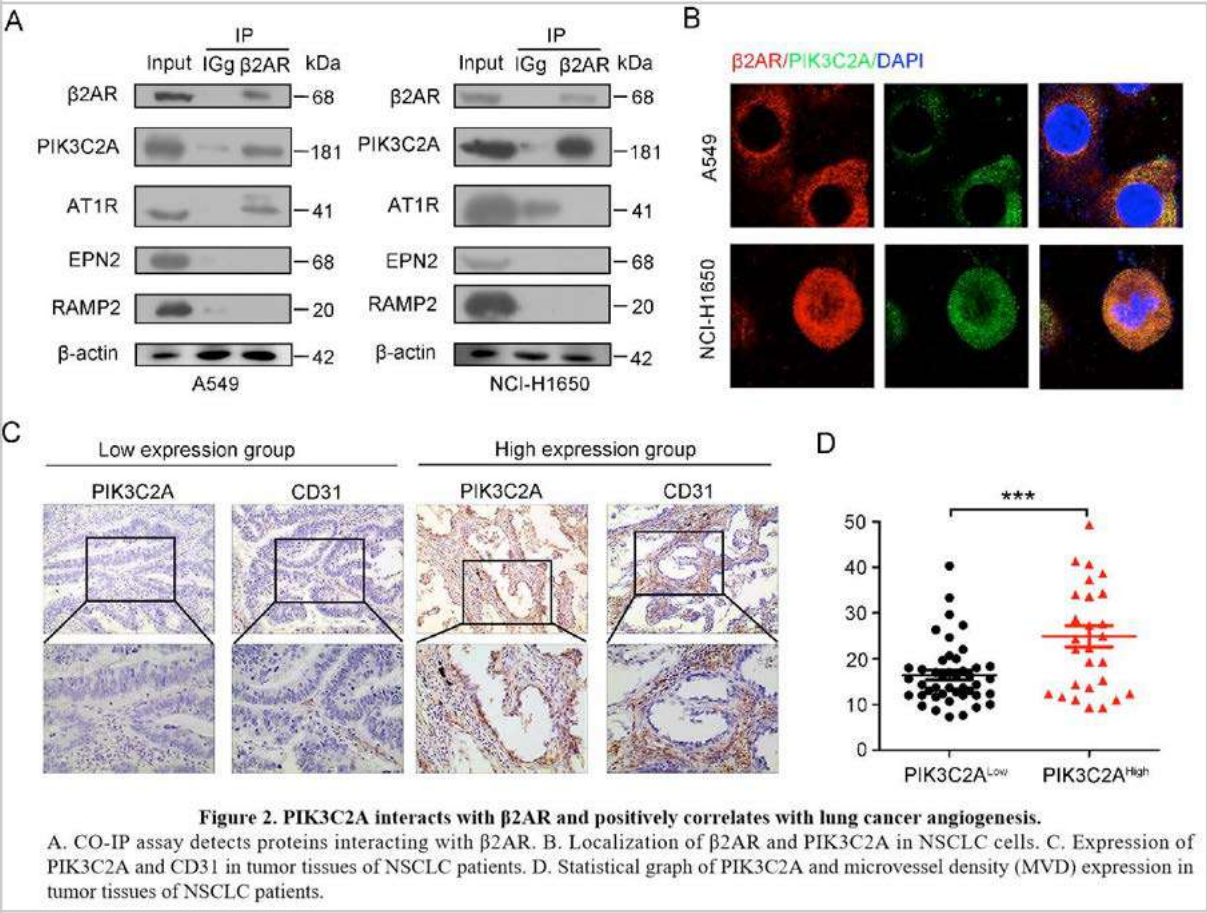 A
IP
Input IGg β2AR kDa
β2AR 68
PIK3C2A 181
AT1R 41
EPN2 68
RAMP2 20
β-actin 42
A549
IP
Input IGg β2AR kDa
β2AR 68
PIK3C2A 181
AT1R 41
EPN2 68
RAMP2 20
β-actin 42
NCI-H1650
B
β2AR/PIK3C2A/DAPI
A549
NCI-H1650
C
Low expression group High expression group
PIK3C2A CD31 PIK3C2A CD31
D
***
50
40
30
20
10
0
PIK3C2A^Low PIK3C2A^High
Figure 2. PIK3C2A interacts with β2AR and positively correlates with lung cancer angiogenesis.
A. CO-IP assay detects proteins interacting with β2AR. B. Localization of β2AR and PIK3C2A in NSCLC cells. C. Expression of
PIK3C2A and CD31 in tumor tissues of NSCLC patients. D. Statistical graph of PIK3C2A and microvessel density (MVD) expression in
tumor tissues of NSCLC patients.